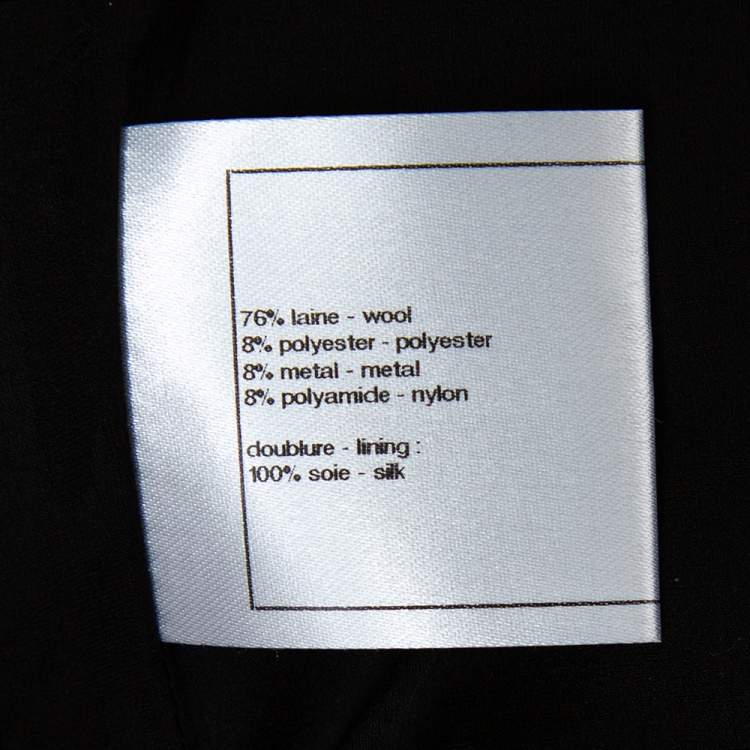 76% laine - wool
8% polyester - polyester
8% metal - metal
8% polyamide - nylon
doublure - lining :
100% soie - silk